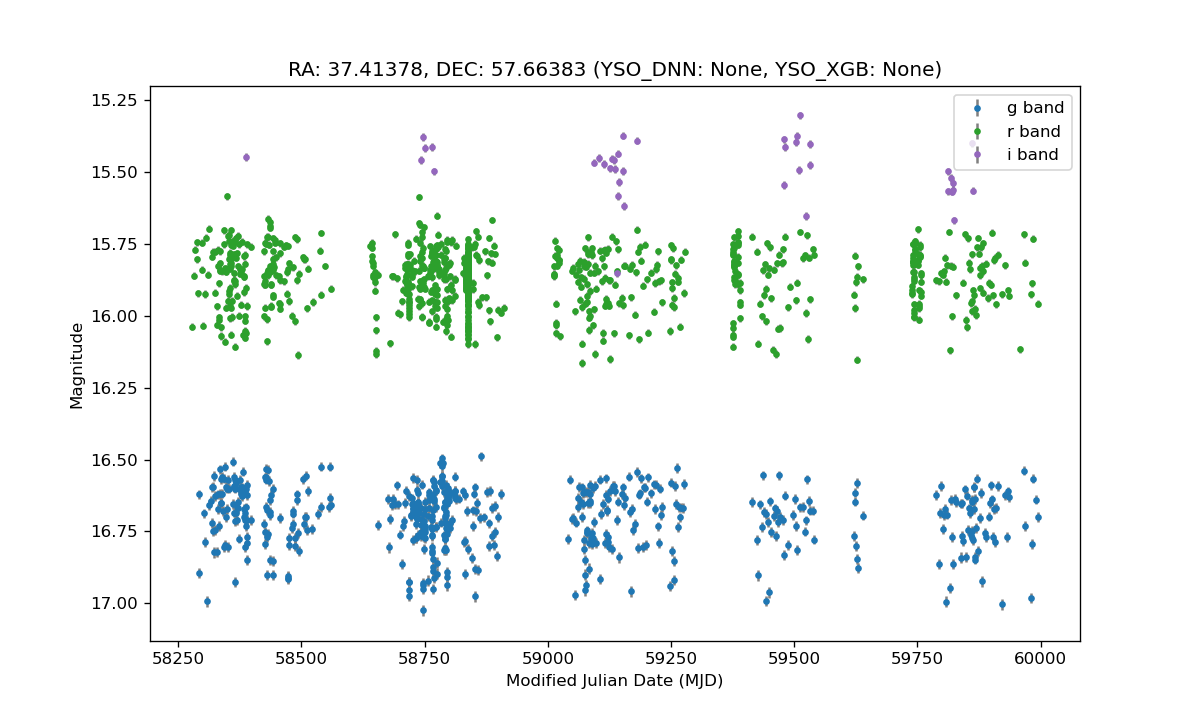 RA: 37.41378, DEC: 57.66383 (YSO_DNN: None, YSO_XGB: None)
g band
r band
i band
15.25
15.50
15.75
16.00
16.25
16.50
16.75
17.00
Magnitude
58250
58500
58750
59000
59250
59500
59750
60000
Modified Julian Date (MJD)